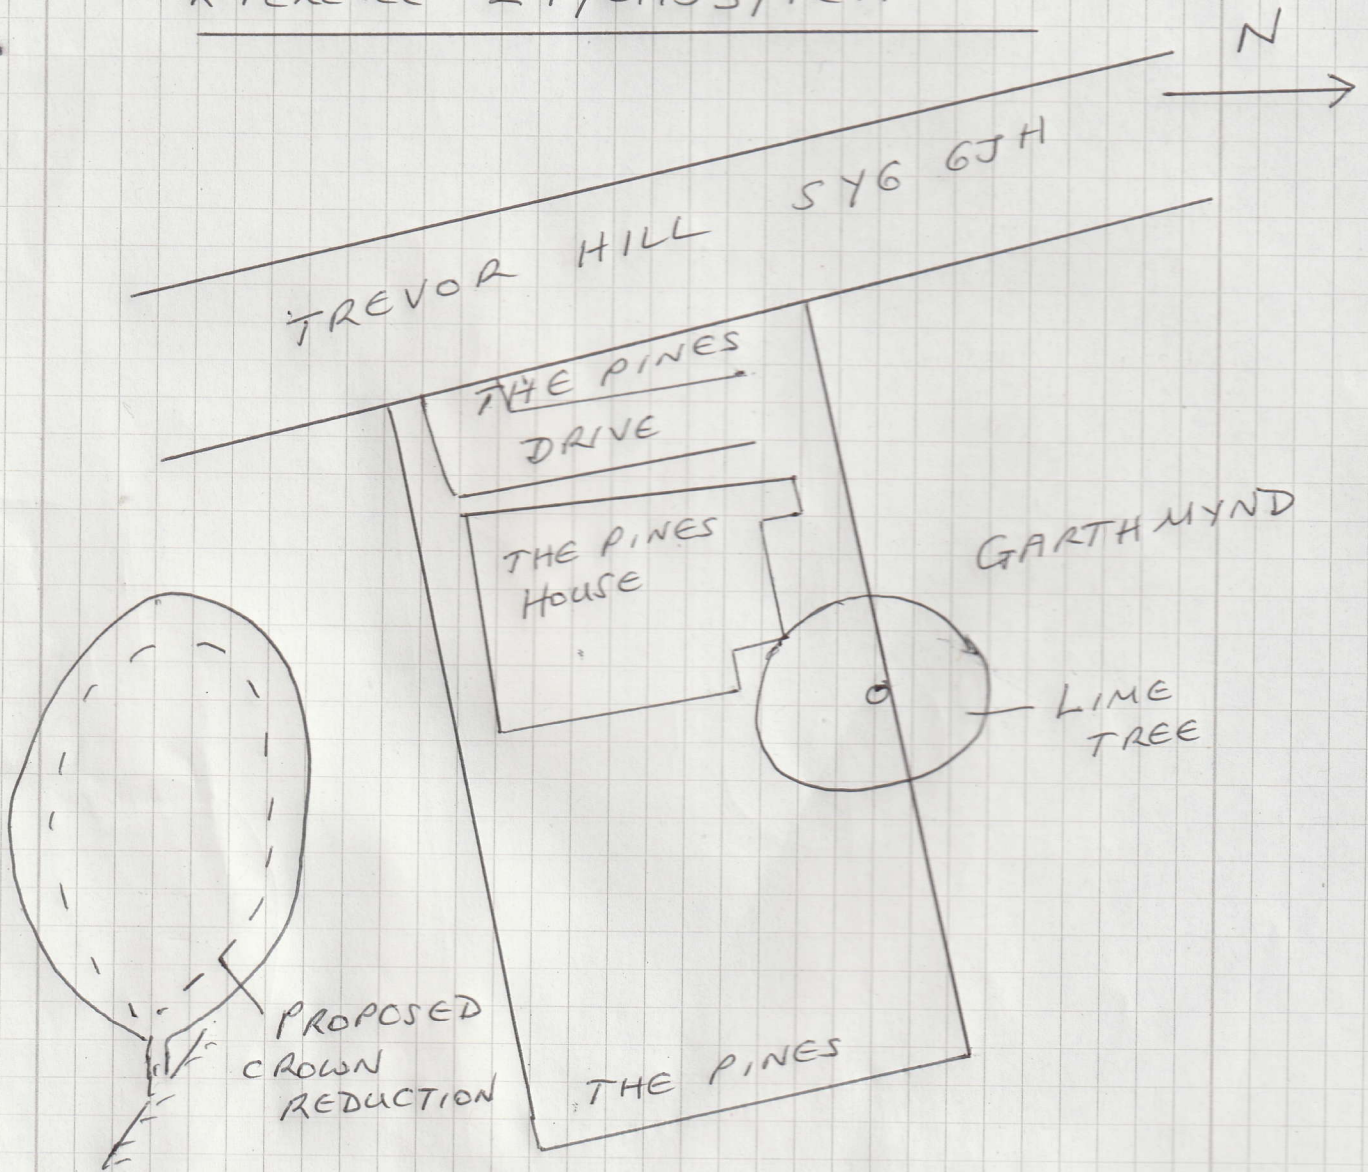 N
TREVOR HILL SY6 6JH
THE PINES
DRIVE
THE PINES
HOUSE
GARTHMYND
LIME
TREE
PROPOSED
CROWN
REDUCTION
THE PINES